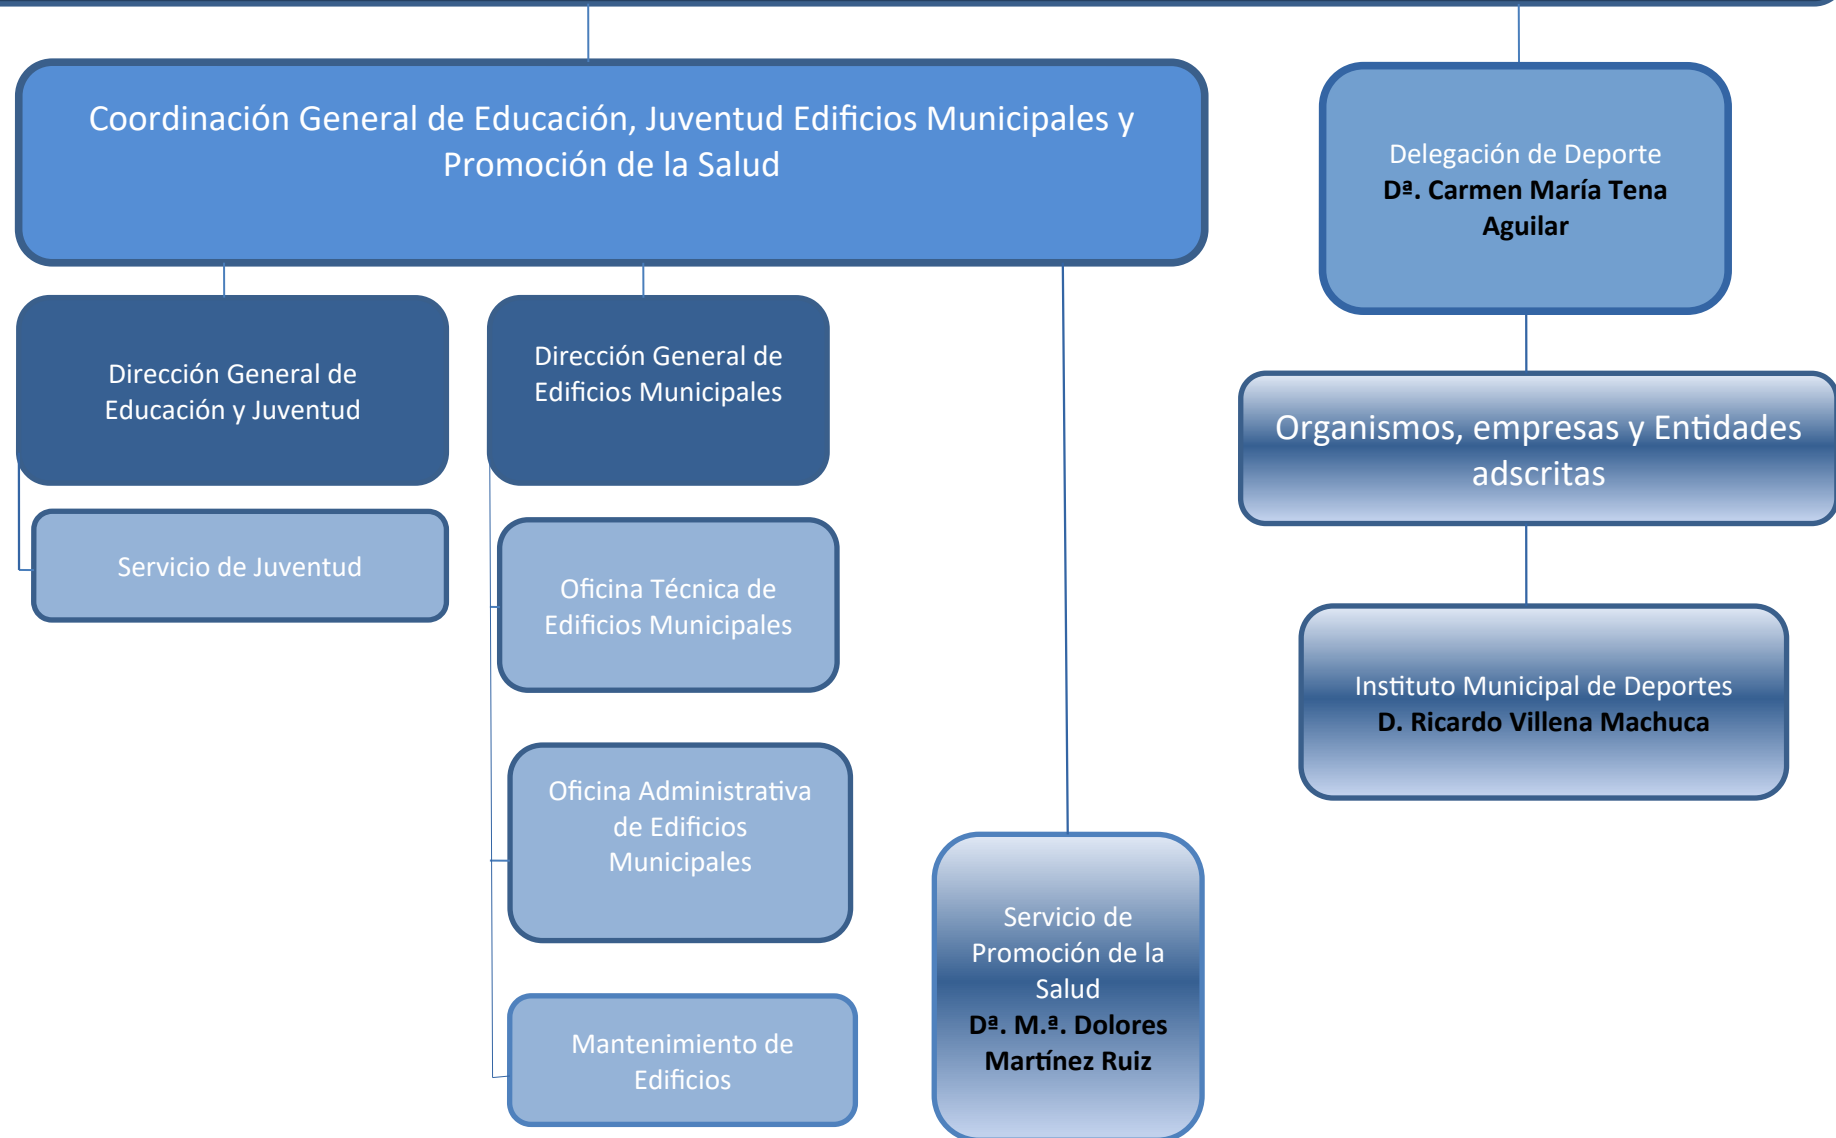 Coordinación General de Educación, Juventud Edificios Municipales y
Promoción de la Salud
Delegación de Deporte
Dª. Carmen María Tena
Aguilar
Dirección General de
Educación y Juventud
Dirección General de
Edificios Municipales
Organismos, empresas y Entidades
adscritas
Servicio de Juventud
Oficina Técnica de
Edificios Municipales
Instituto Municipal de Deportes
D. Ricardo Villena Machuca
Oficina Administrativa
de Edificios
Municipales
Servicio de
Promoción de la
Salud
Dª. M.ª. Dolores
Martínez Ruiz
Mantenimiento de
Edificios